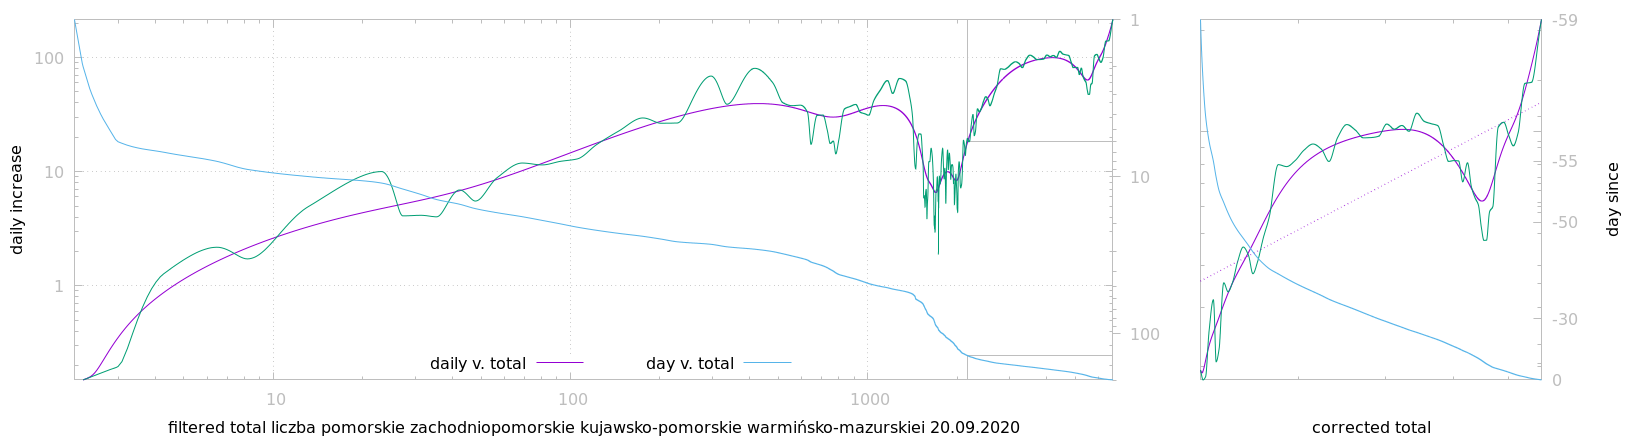 daily increase
100
10
1
10
100
1000
1
10
100
daily v. total
day v. total
filtered total liczba pomorskie zachodniopomorskie kujawsko-pomorskie warmińsko-mazurskiei 20.09.2020
-59
-55
-50
-30
0
day since
corrected total